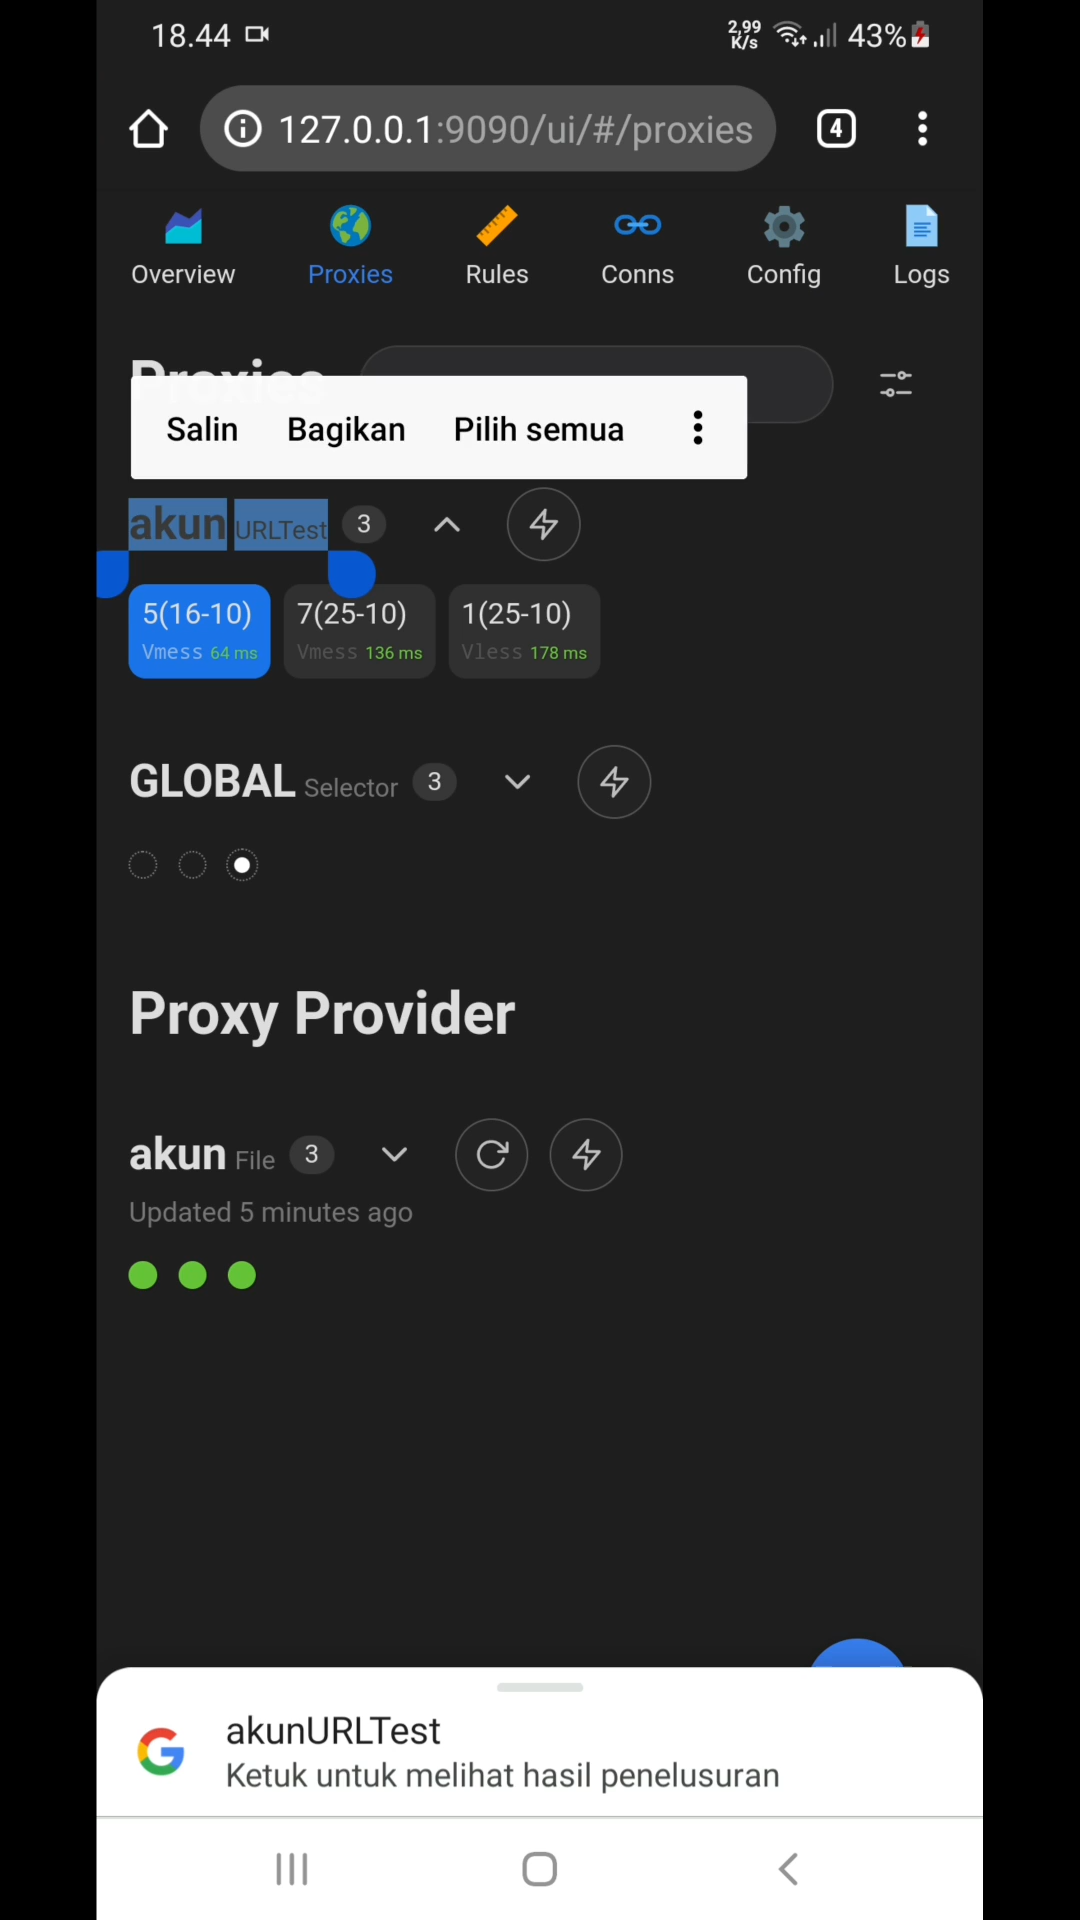 18.44
2,99 K/s
43%
127.0.0.1:9090/ui/#/proxies
4
Overview Proxies Rules Conns Config Logs
Proxies
Salin Bagikan Pilih semua
akun URLTest 3
5(16-10) 7(25-10) 1(25-10)
Vmess 64 ms Vmess 136 ms Vless 178 ms
GLOBAL Selector 3
Proxy Provider
akun File 3
Updated 5 minutes ago
akunURLTest
Ketuk untuk melihat hasil penelusuran